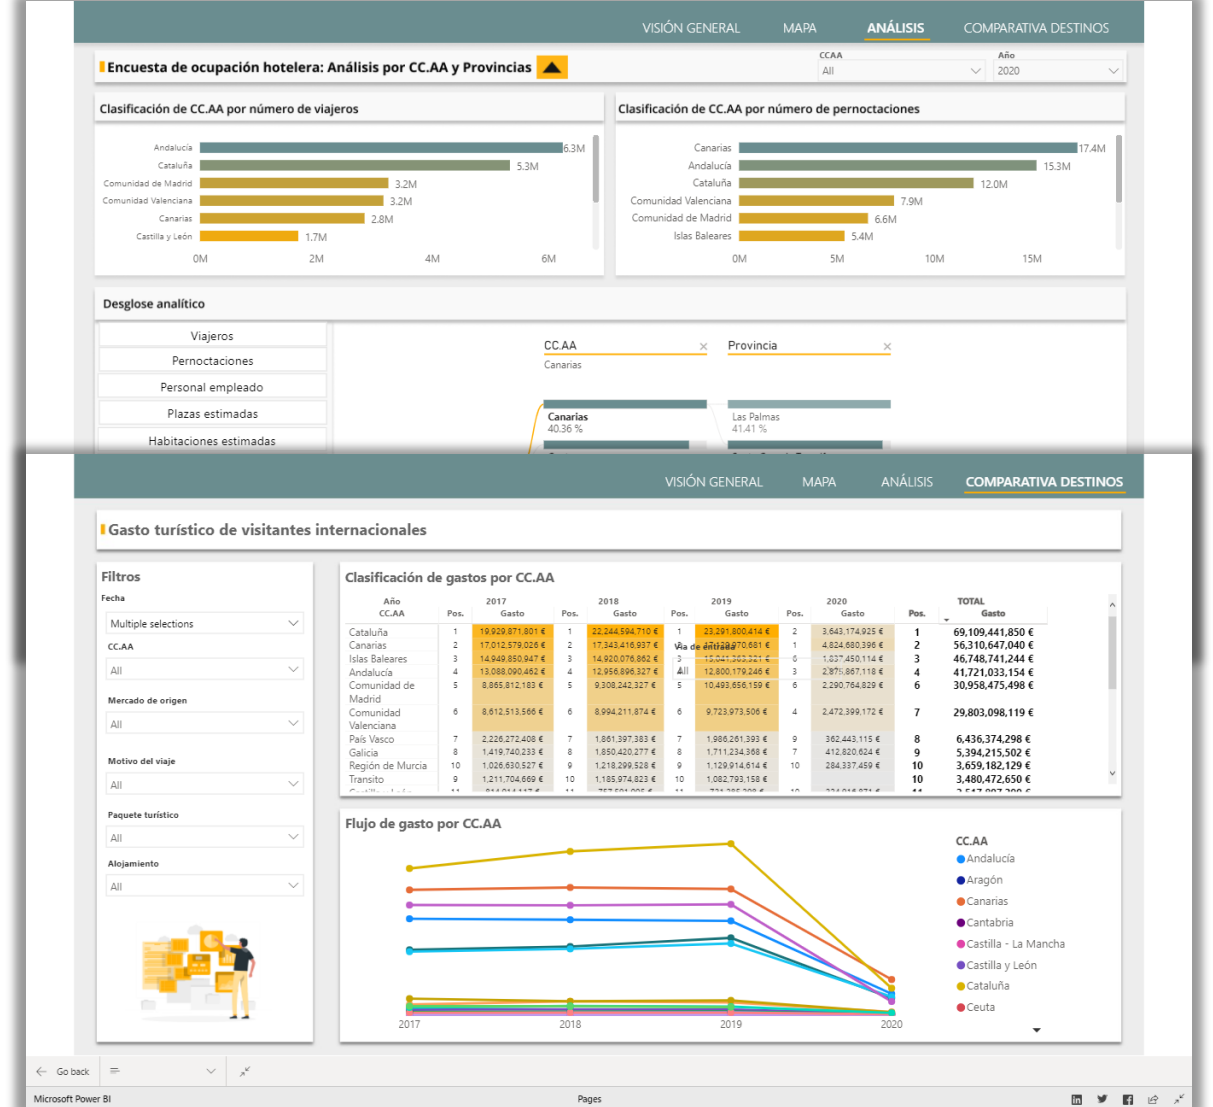 VISIÓN GENERAL MAPA ANÁLISIS COMPARATIVA DESTINOS
Encuesta de ocupación hotelera: Análisis por CC.AA y Provincias
CCAA
All
Año
2020
Clasificación de CC.AA por número de viajeros
Andalucía 6.3M
Cataluña 5.3M
Comunidad de Madrid 3.2M
Comunidad Valenciana 3.2M
Canarias 2.8M
Castilla y León 1.7M
0M 2M 4M 6M
Clasificación de CC.AA por número de pernoctaciones
Canarias 17.4M
Andalucía 15.3M
Cataluña 12.0M
Comunidad Valenciana 7.9M
Comunidad de Madrid 6.6M
Islas Baleares 5.4M
0M 5M 10M 15M
Desglose analítico
Viajeros
Pernoctaciones
Personal empleado
Plazas estimadas
Habitaciones estimadas
CC.AA
Canarias
Provincia
Canarias
40.36 %
Las Palmas
41.41 %
VISIÓN GENERAL MAPA ANÁLISIS COMPARATIVA DESTINOS
Gasto turístico de visitantes internacionales
Filtros
Fecha
Multiple selections
CC.AA
All
Mercado de origen
All
Motivo del viaje
All
Paquete turístico
All
Alojamiento
All
Clasificación de gastos por CC.AA
Año 2017 2018 2019 2020 TOTAL
CC.AA Pos. Gasto Pos. Gasto Pos. Gasto Pos. Gasto Pos. Gasto
Cataluña 1 19.929,871,801 € 1 22,244,594,710 € 1 23,291,800,414 € 2 3,643,174,925 € 1 69,109,441,850 €
Canarias 2 17,012,579,026 € 2 17,343,416,937 € 1 4,824,680,396 € 2 56,310,647,040 €
Vía de entrada
Islas Baleares 3 14,949,850,947 € 3 14,920,076,862 € 3 6 1,837,450,114 € 3 46,748,741,244 €
All
Andalucía 4 13,088,090,462 € 4 12,956,896,327 € 4 12,800,179,246 € 3 2,875,867,118 € 4 41,721,033,154 €
Comunidad de Madrid 5 8,865,812,183 € 5 9,308,242,327 € 5 10,493,656,159 € 6 2,290,764,829 € 6 30,958,475,498 €
Comunidad Valenciana 6 8,612,513,566 € 6 8,994,211,874 € 6 9,723,973,506 € 4 2,472,399,172 € 7 29,803,098,119 €
País Vasco 7 2,226,272,408 € 7 1,861,397,383 € 7 1,986,261,393 € 9 362,443,115 € 8 6,436,374,298 €
Galicia 8 1,419,740,233 € 8 1,850,420,277 € 8 1,711,234,368 € 7 412,820,624 € 9 5,394,215,502 €
Región de Murcia 10 1,026,630,527 € 9 1,218,299,528 € 9 1,129,914,614 € 10 284,337,459 € 10 3,659,182,129 €
Transito 9 1,211,704,669 € 10 1,185,974,823 € 10 1,082,793,158 € 10 3,480,472,650 €
Flujo de gasto por CC.AA
2017 2018 2019 2020
CC.AA
Andalucía
Aragón
Canarias
Cantabria
Castilla - La Mancha
Castilla y León
Cataluña
Ceuta
Go back
Microsoft Power BI Pages